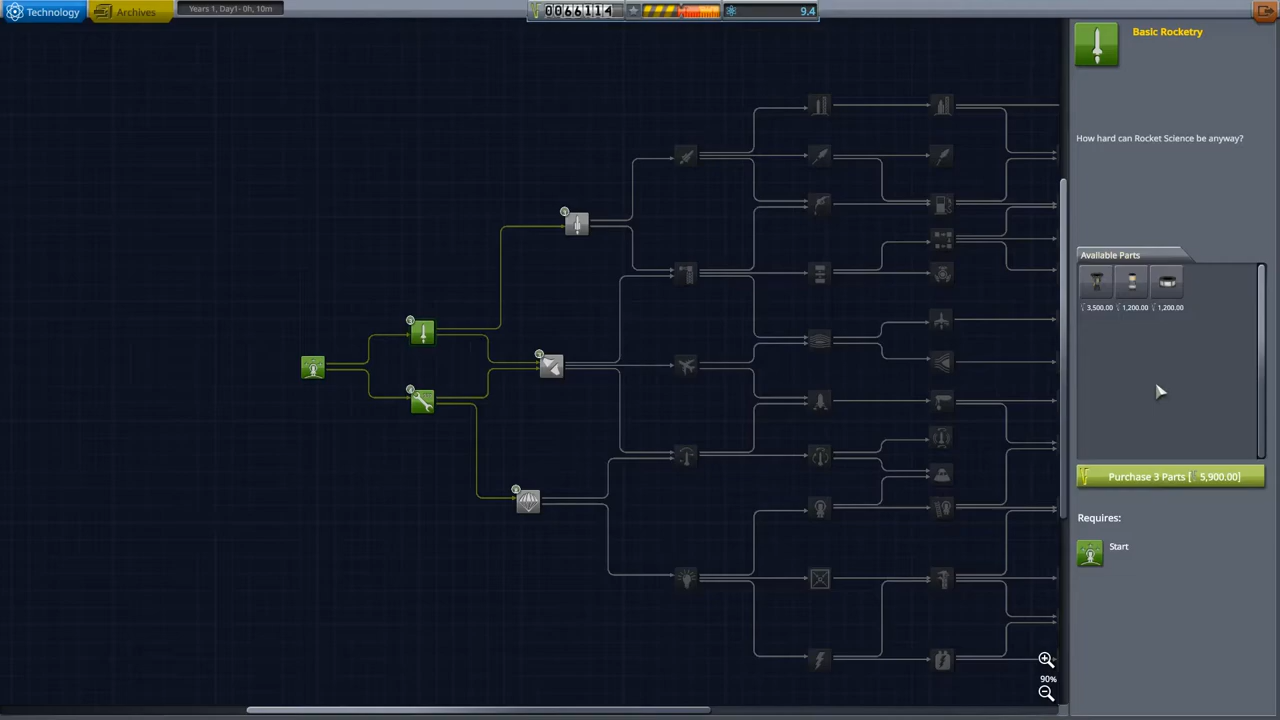 Technology
Archives
Years 1, Day1- 0h, 10m
0066114
9.4
Basic Rocketry
How hard can Rocket Science be anyway?
Available Parts
3,500.00 1,200.00 1,200.00
Purchase 3 Parts [ 5,900.00]
Requires:
Start
90%